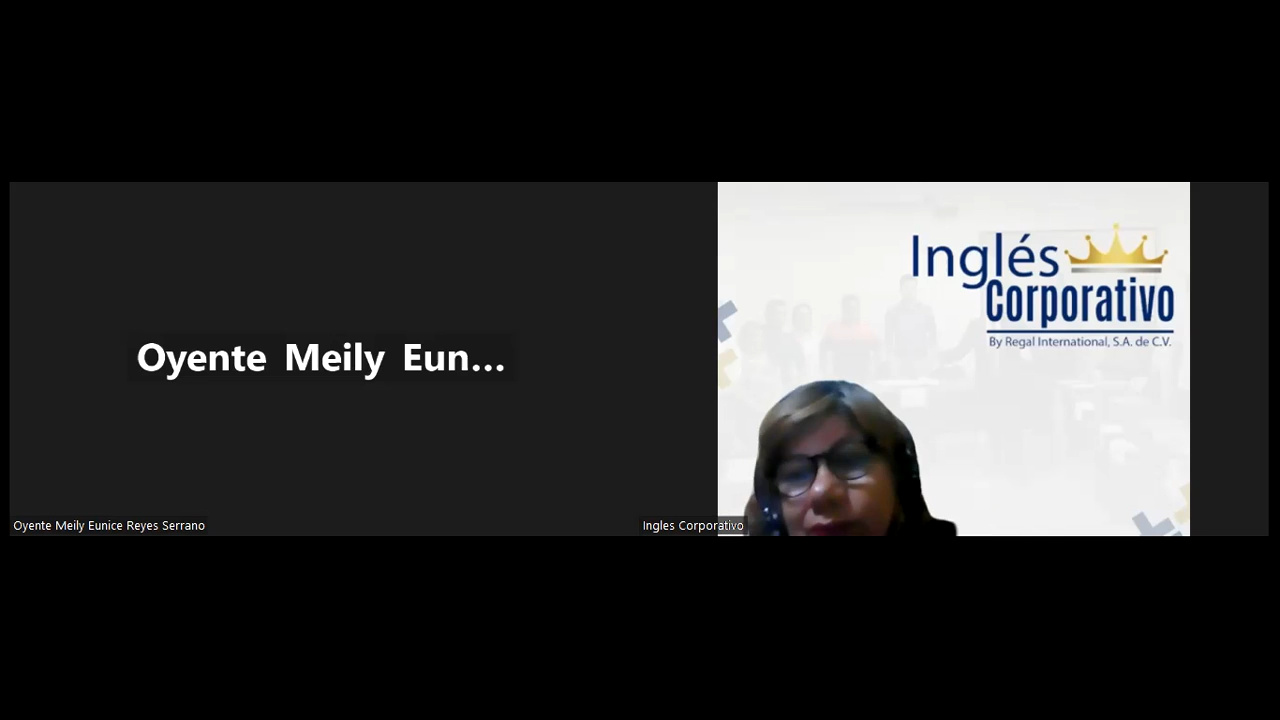 Oyente Meily Eun...
Oyente Meily Eunice Reyes Serrano
Inglés
Corporativo
By Regal International, S.A. de C.V.
Ingles Corporativo